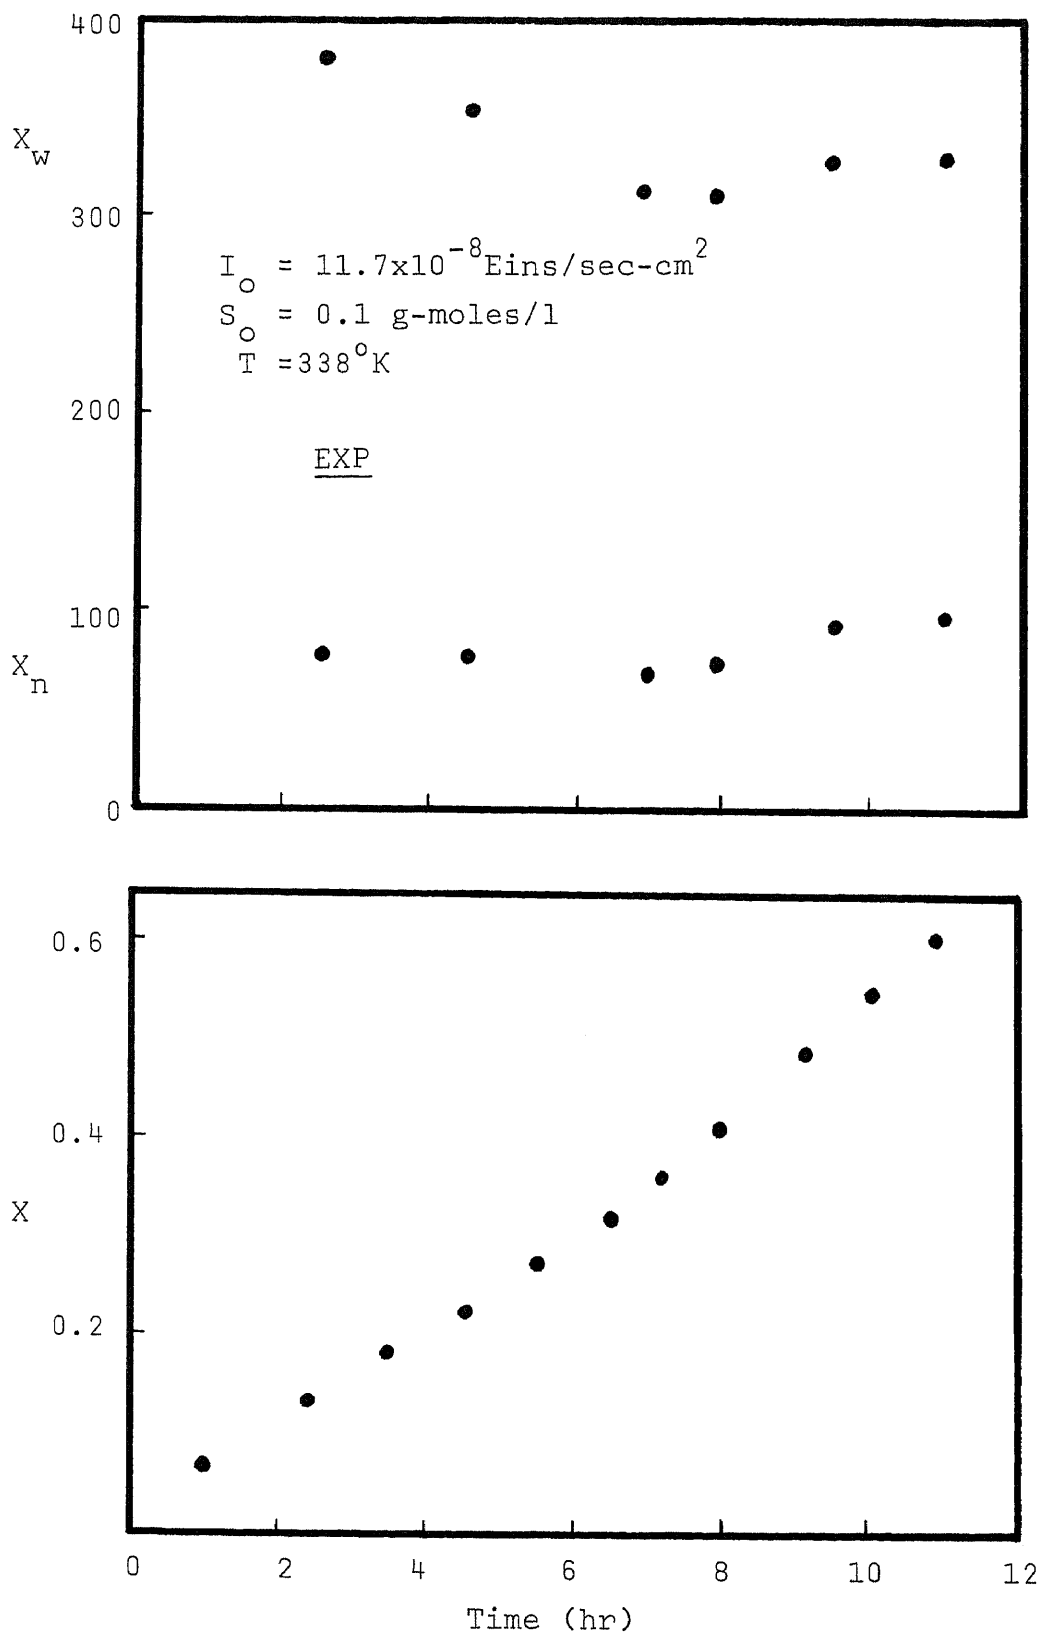 400
X_w
300
I_o = 11.7x10^-8 Eins/sec-cm^2
S_o = 0.1 g-moles/l
T =338°K
200
EXP
100
X_n
0
0.6
0.4
X
0.2
0 2 4 6 8 10 12
Time (hr)